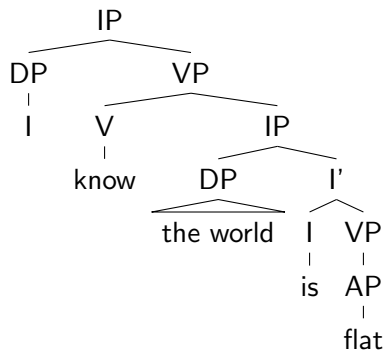 IP
DP VP
I V IP
know DP I'
the world I VP
is AP
flat